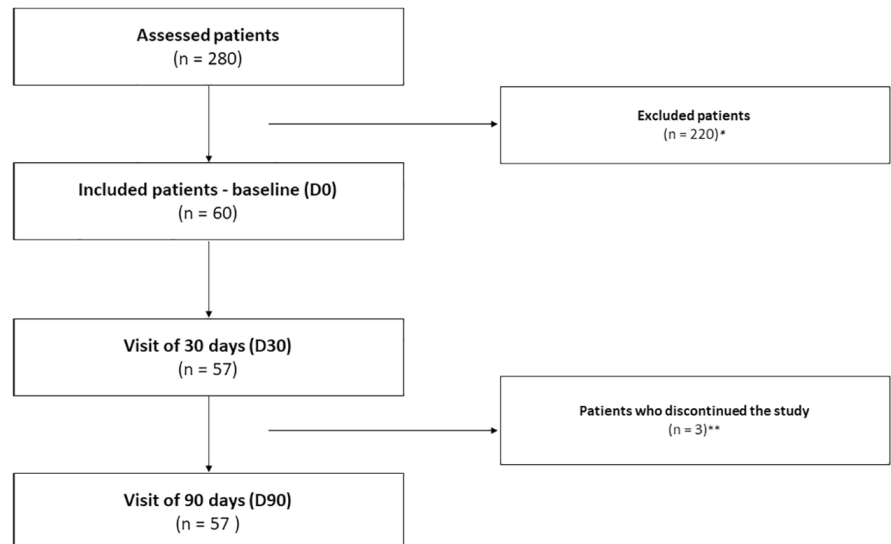 Assessed patients
(n = 280)
Excluded patients
(n = 220)*
Included patients - baseline (D0)
(n = 60)
Visit of 30 days (D30)
(n = 57)
Patients who discontinued the study
(n = 3)**
Visit of 90 days (D90)
(n = 57 )